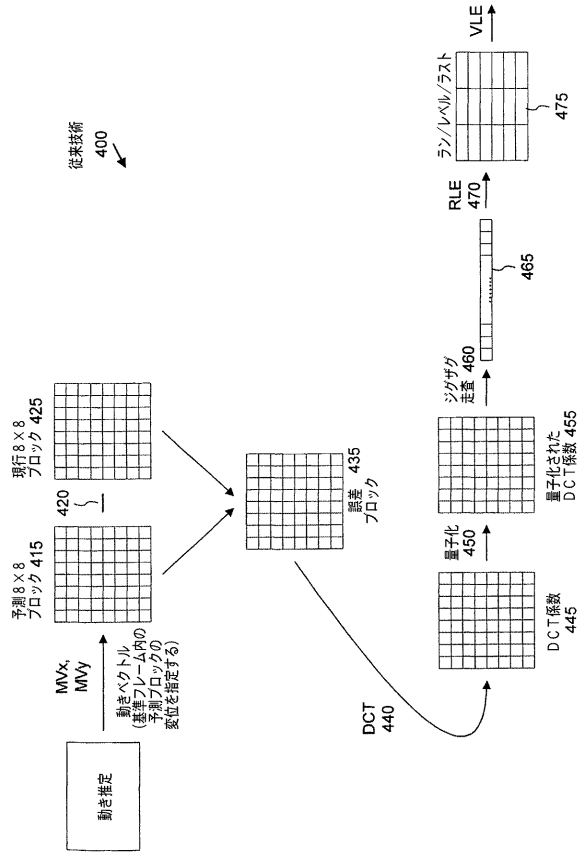 従来技術
400
動き推定
MVx,
MVy
動きベクトル
(基準フレーム内の
予測ブロックの
変位を指定する)
予測８×８
ブロック 415
420
現行８×８
ブロック 425
435
誤差
ブロック
DCT
440
DCT係数
445
量子化
450
量子化された
DCT係数 455
ジグザグ
走査 460
465
RLE
470
ラン/レベル/ラスト
475
VLE